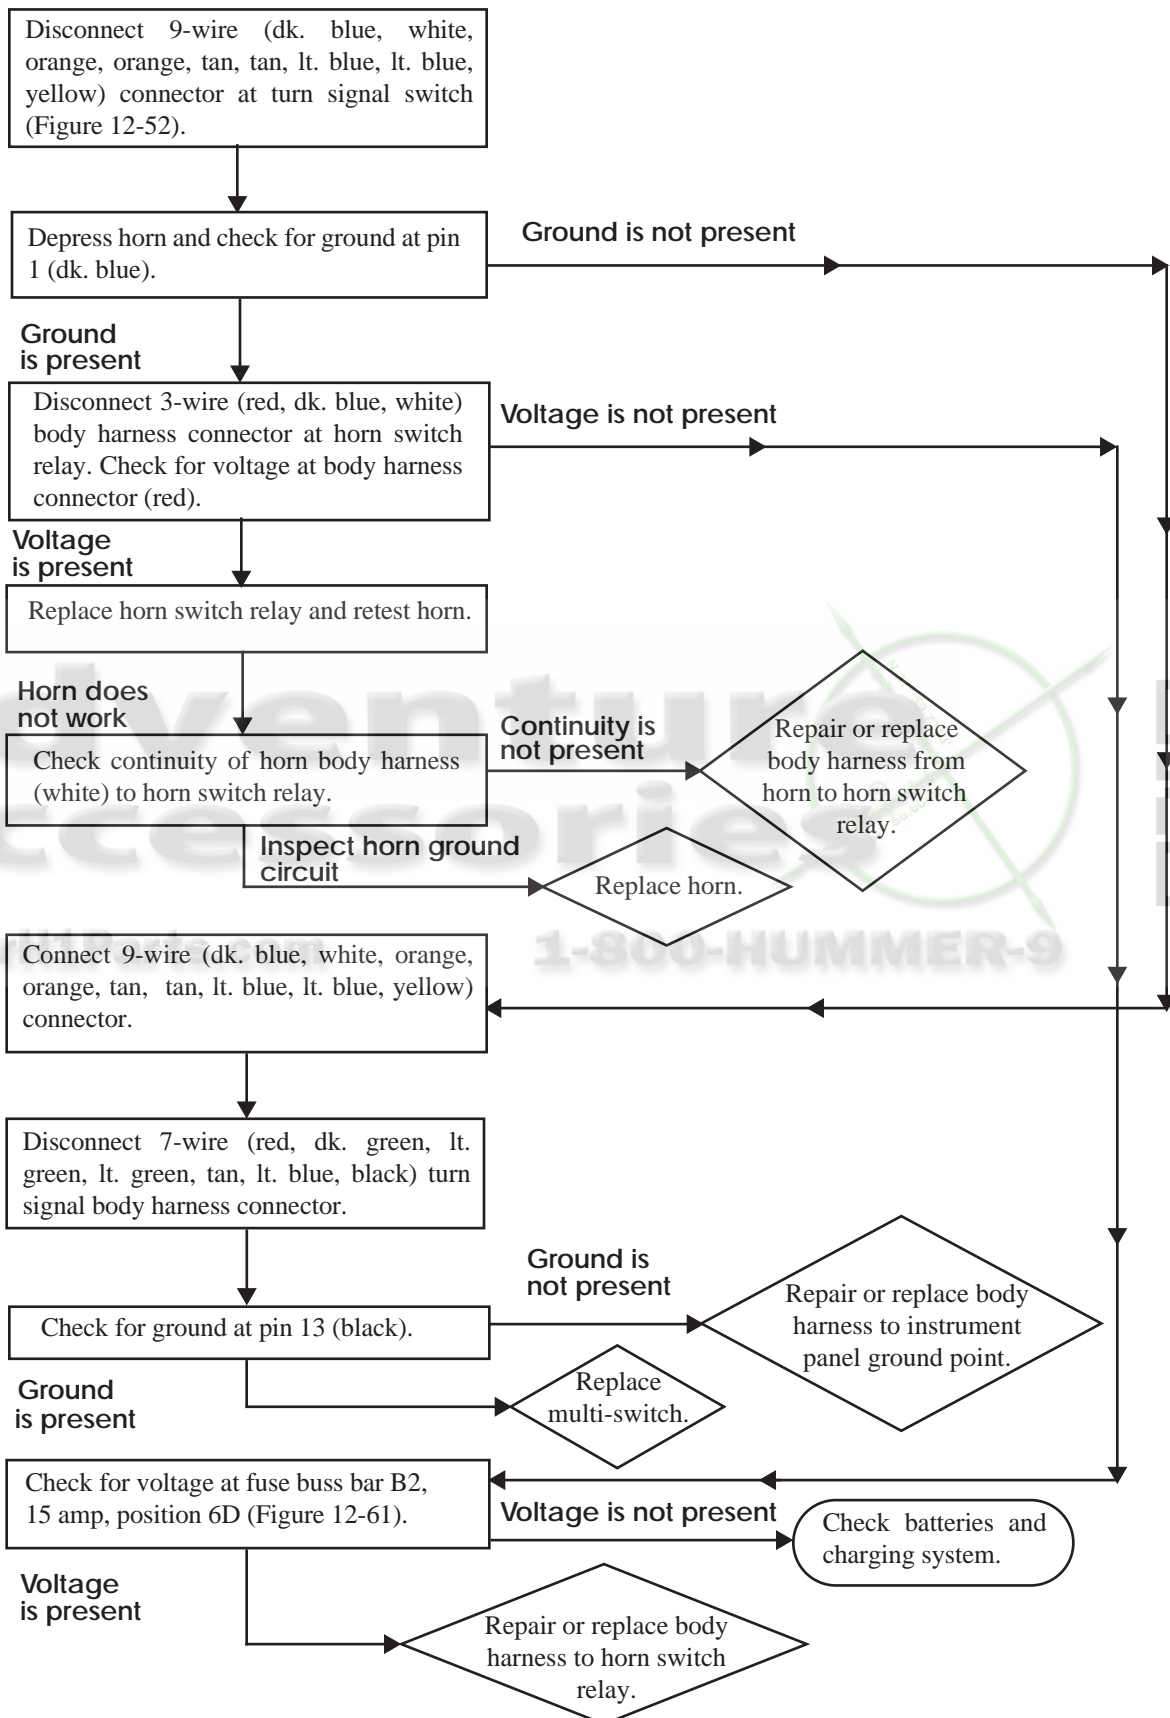 Disconnect 9-wire (dk. blue, white,
orange, orange, tan, tan, lt. blue, lt. blue,
yellow) connector at turn signal switch
(Figure 12-52).
Depress horn and check for ground at pin
1 (dk. blue).
Ground is not present
Ground
is present
Disconnect 3-wire (red, dk. blue, white)
body harness connector at horn switch
relay. Check for voltage at body harness
connector (red).
Voltage is not present
Voltage
is present
Replace horn switch relay and retest horn.
Horn does
not work
Check continuity of horn body harness
(white) to horn switch relay.
Continuity is
not present
Repair or replace
body harness from
horn to horn switch
relay.
Inspect horn ground
circuit
Replace horn.
dventure
ccessories
rH1Parts.com
1-800-HUMMER-9
Connect 9-wire (dk. blue, white, orange,
orange, tan, tan, lt. blue, lt. blue, yellow)
connector.
Disconnect 7-wire (red, dk. green, lt.
green, lt. green, tan, lt. blue, black) turn
signal body harness connector.
Check for ground at pin 13 (black).
Ground is
not present
Repair or replace body
harness to instrument
panel ground point.
Ground
is present
Replace
multi-switch.
Check for voltage at fuse buss bar B2,
15 amp, position 6D (Figure 12-61).
Voltage is not present
Check batteries and
charging system.
Voltage
is present
Repair or replace body
harness to horn switch
relay.